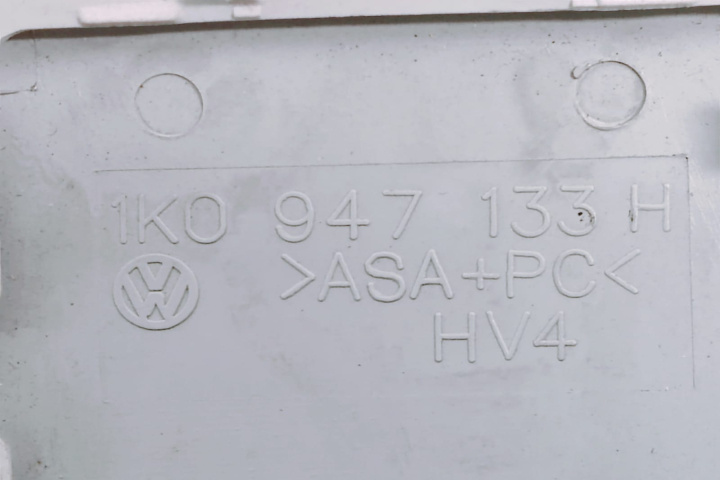 1K0 947 133 H
>ASA+PC<
HV4